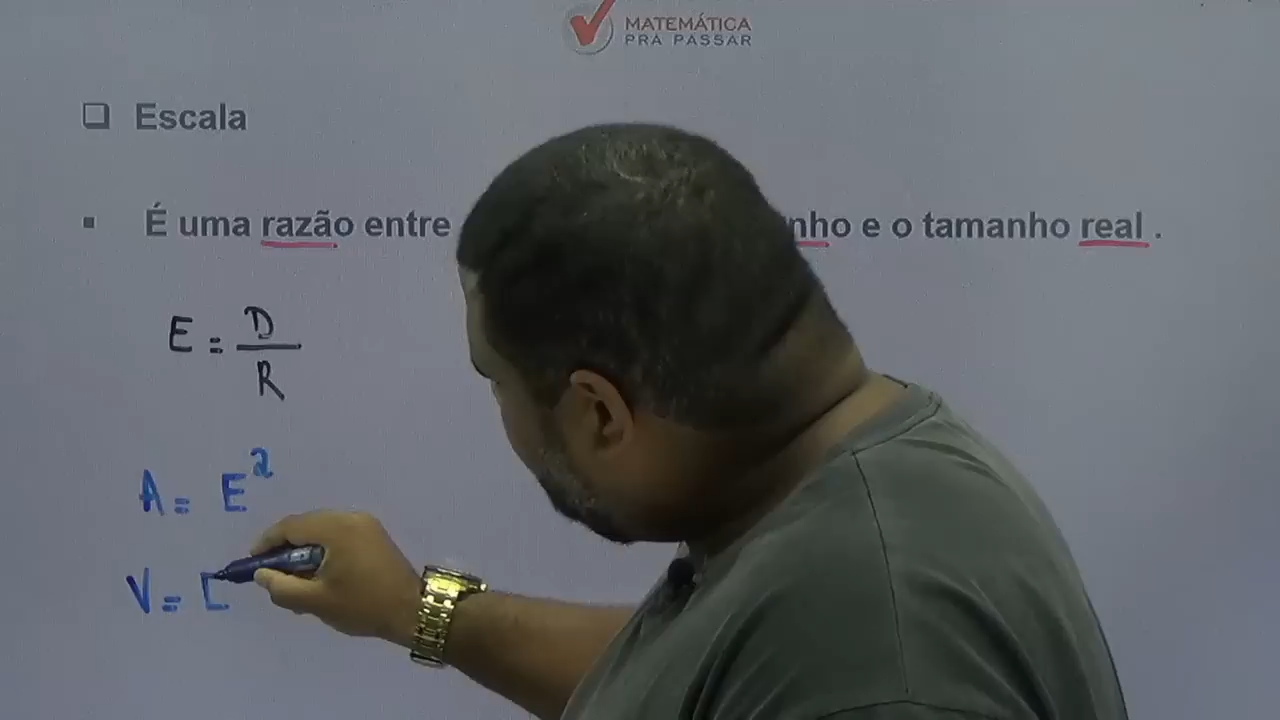 MATEMÁTICA
PRA PASSAR
❑ Escala
▪ É uma razão entre nho e o tamanho real .
E = D
R
A = E²
V =